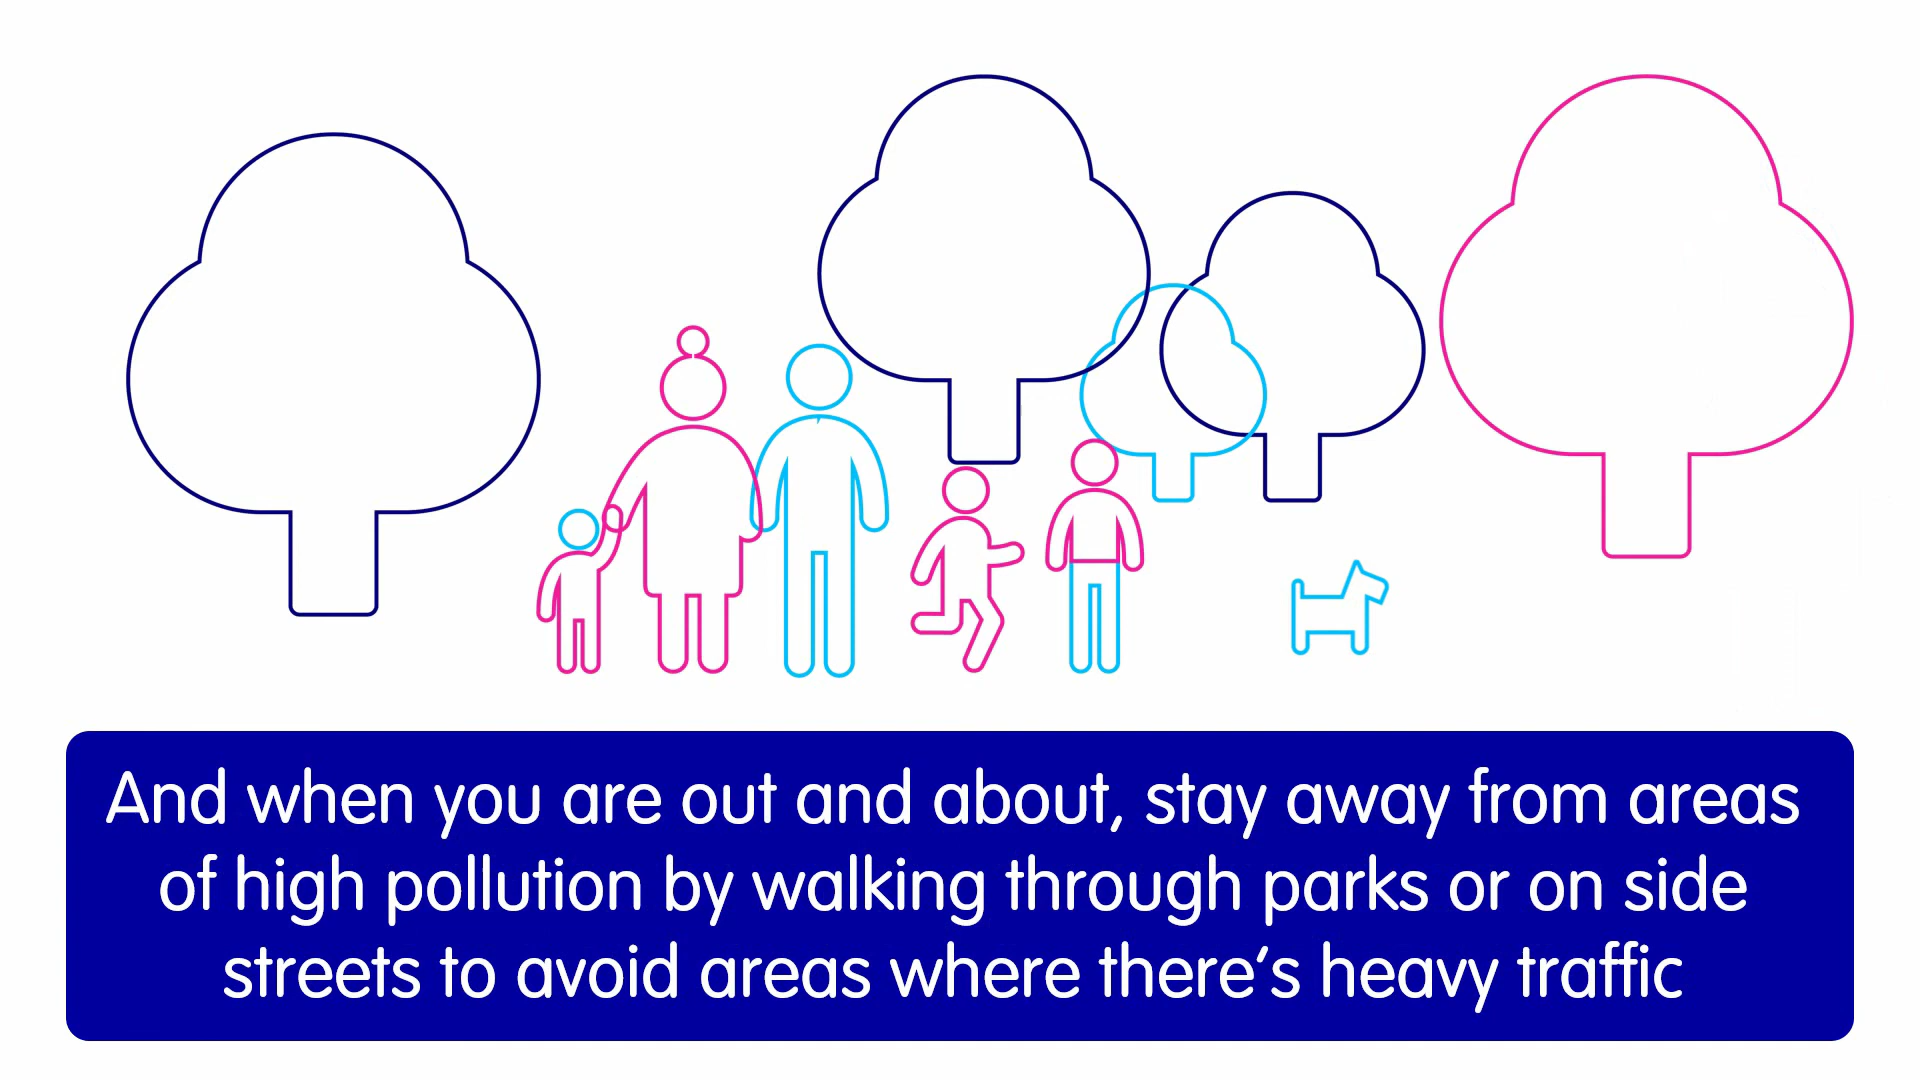 And when you are out and about, stay away from areas
of high pollution by walking through parks or on side
streets to avoid areas where there’s heavy traffic